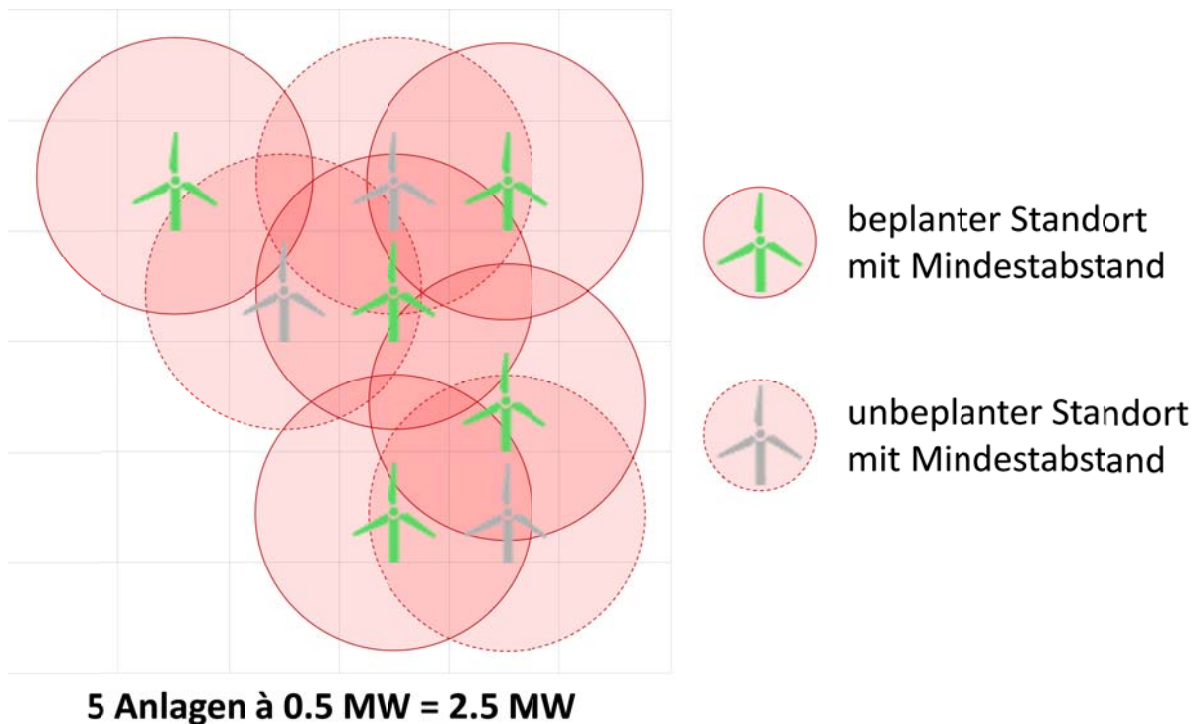 beplanter Standort
mit Mindestabstand
unbeplanter Standort
mit Mindestabstand
5 Anlagen à 0.5 MW = 2.5 MW